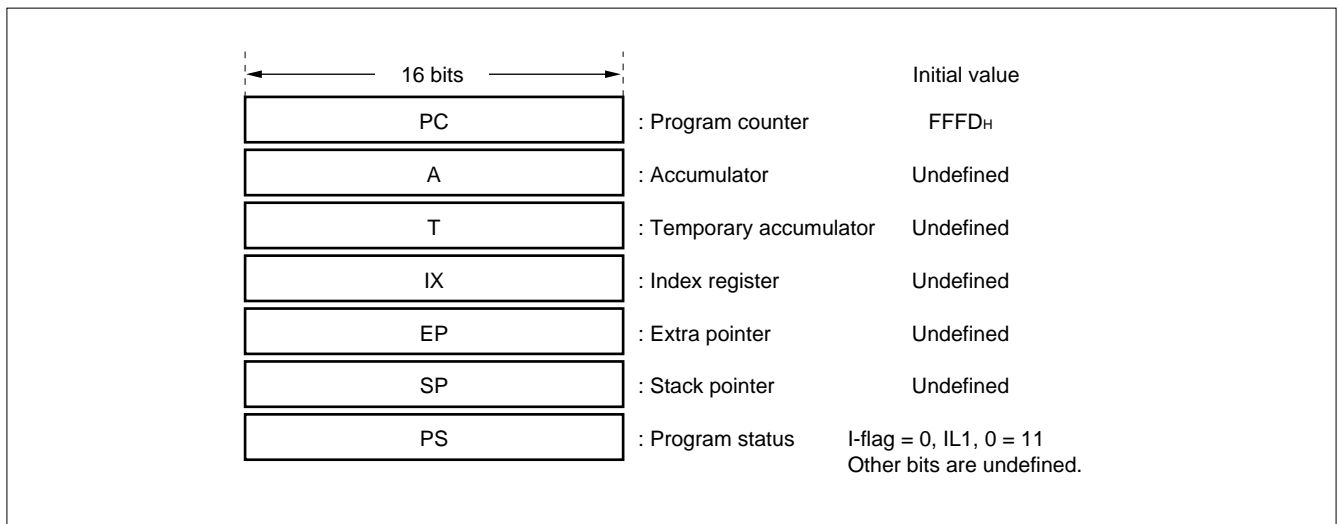 16 bits Initial value
PC : Program counter FFFDH
A : Accumulator Undefined
T : Temporary accumulator Undefined
IX : Index register Undefined
EP : Extra pointer Undefined
SP : Stack pointer Undefined
PS : Program status I-flag = 0, IL1, 0 = 11
Other bits are undefined.